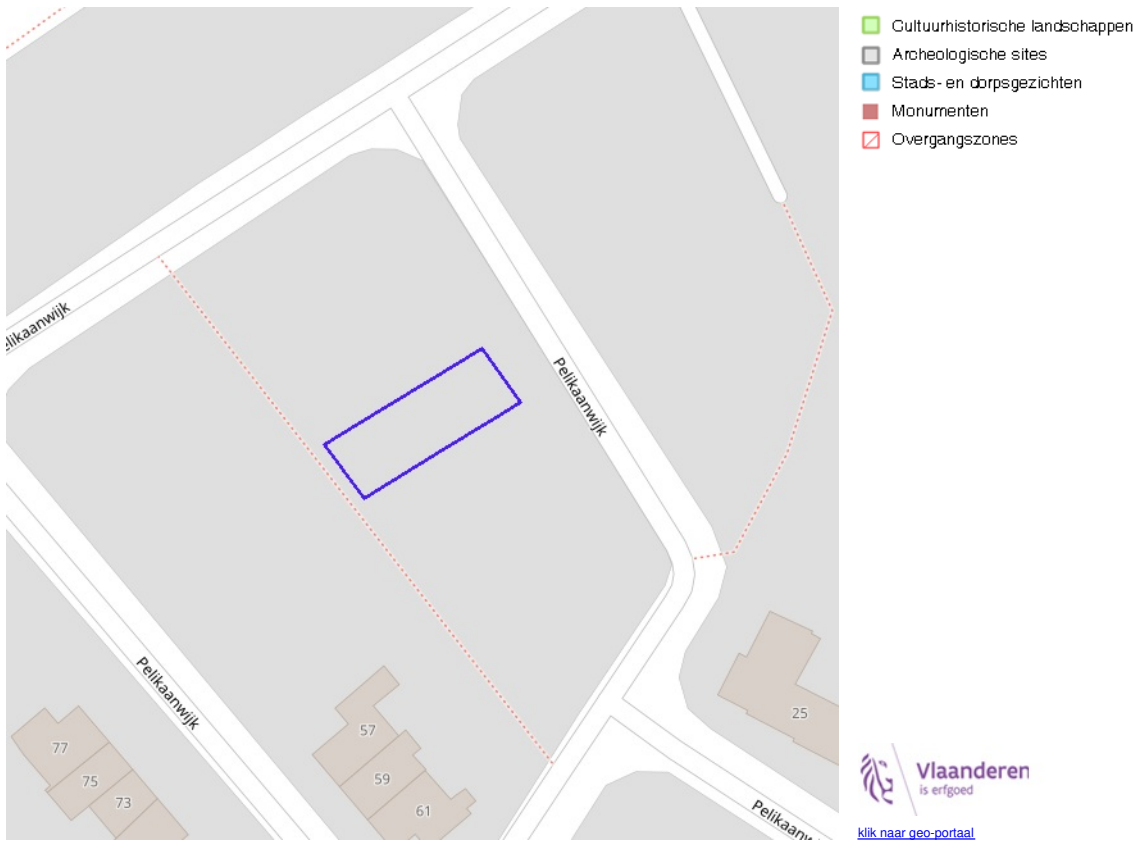 Cultuurhistorische landschappen
Archeologische sites
Stads- en dorpsgezichten
Monumenten
Overgangszones
elikaanwijk
Pelikaanwijk
Pelikaanwijk
77
75
73
57
59
61
25
Pelikaanw
Vlaanderen
is erfgoed
klik naar geo-portaal